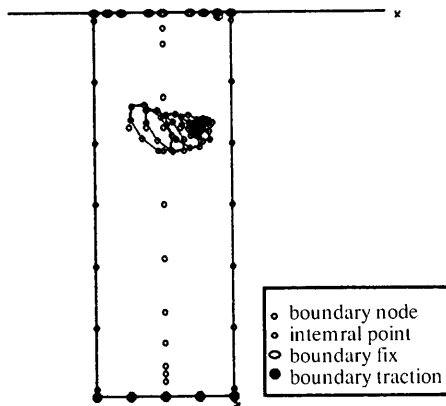 x
boundary node
intemral point
boundary fix
boundary traction